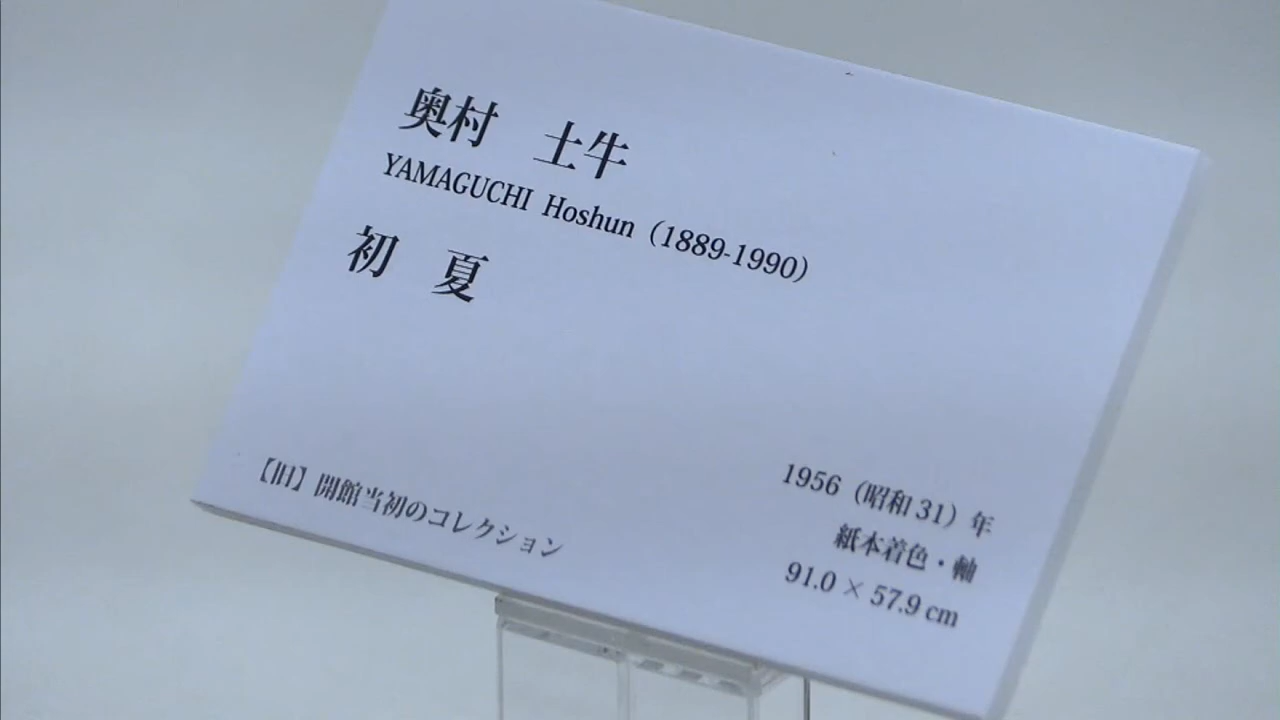 奥村　土牛
YAMAGUCHI Hoshun（1889-1990）
初　夏
【旧】開館当初のコレクション
1956（昭和31）年
紙本着色・軸
91.0 × 57.9 cm